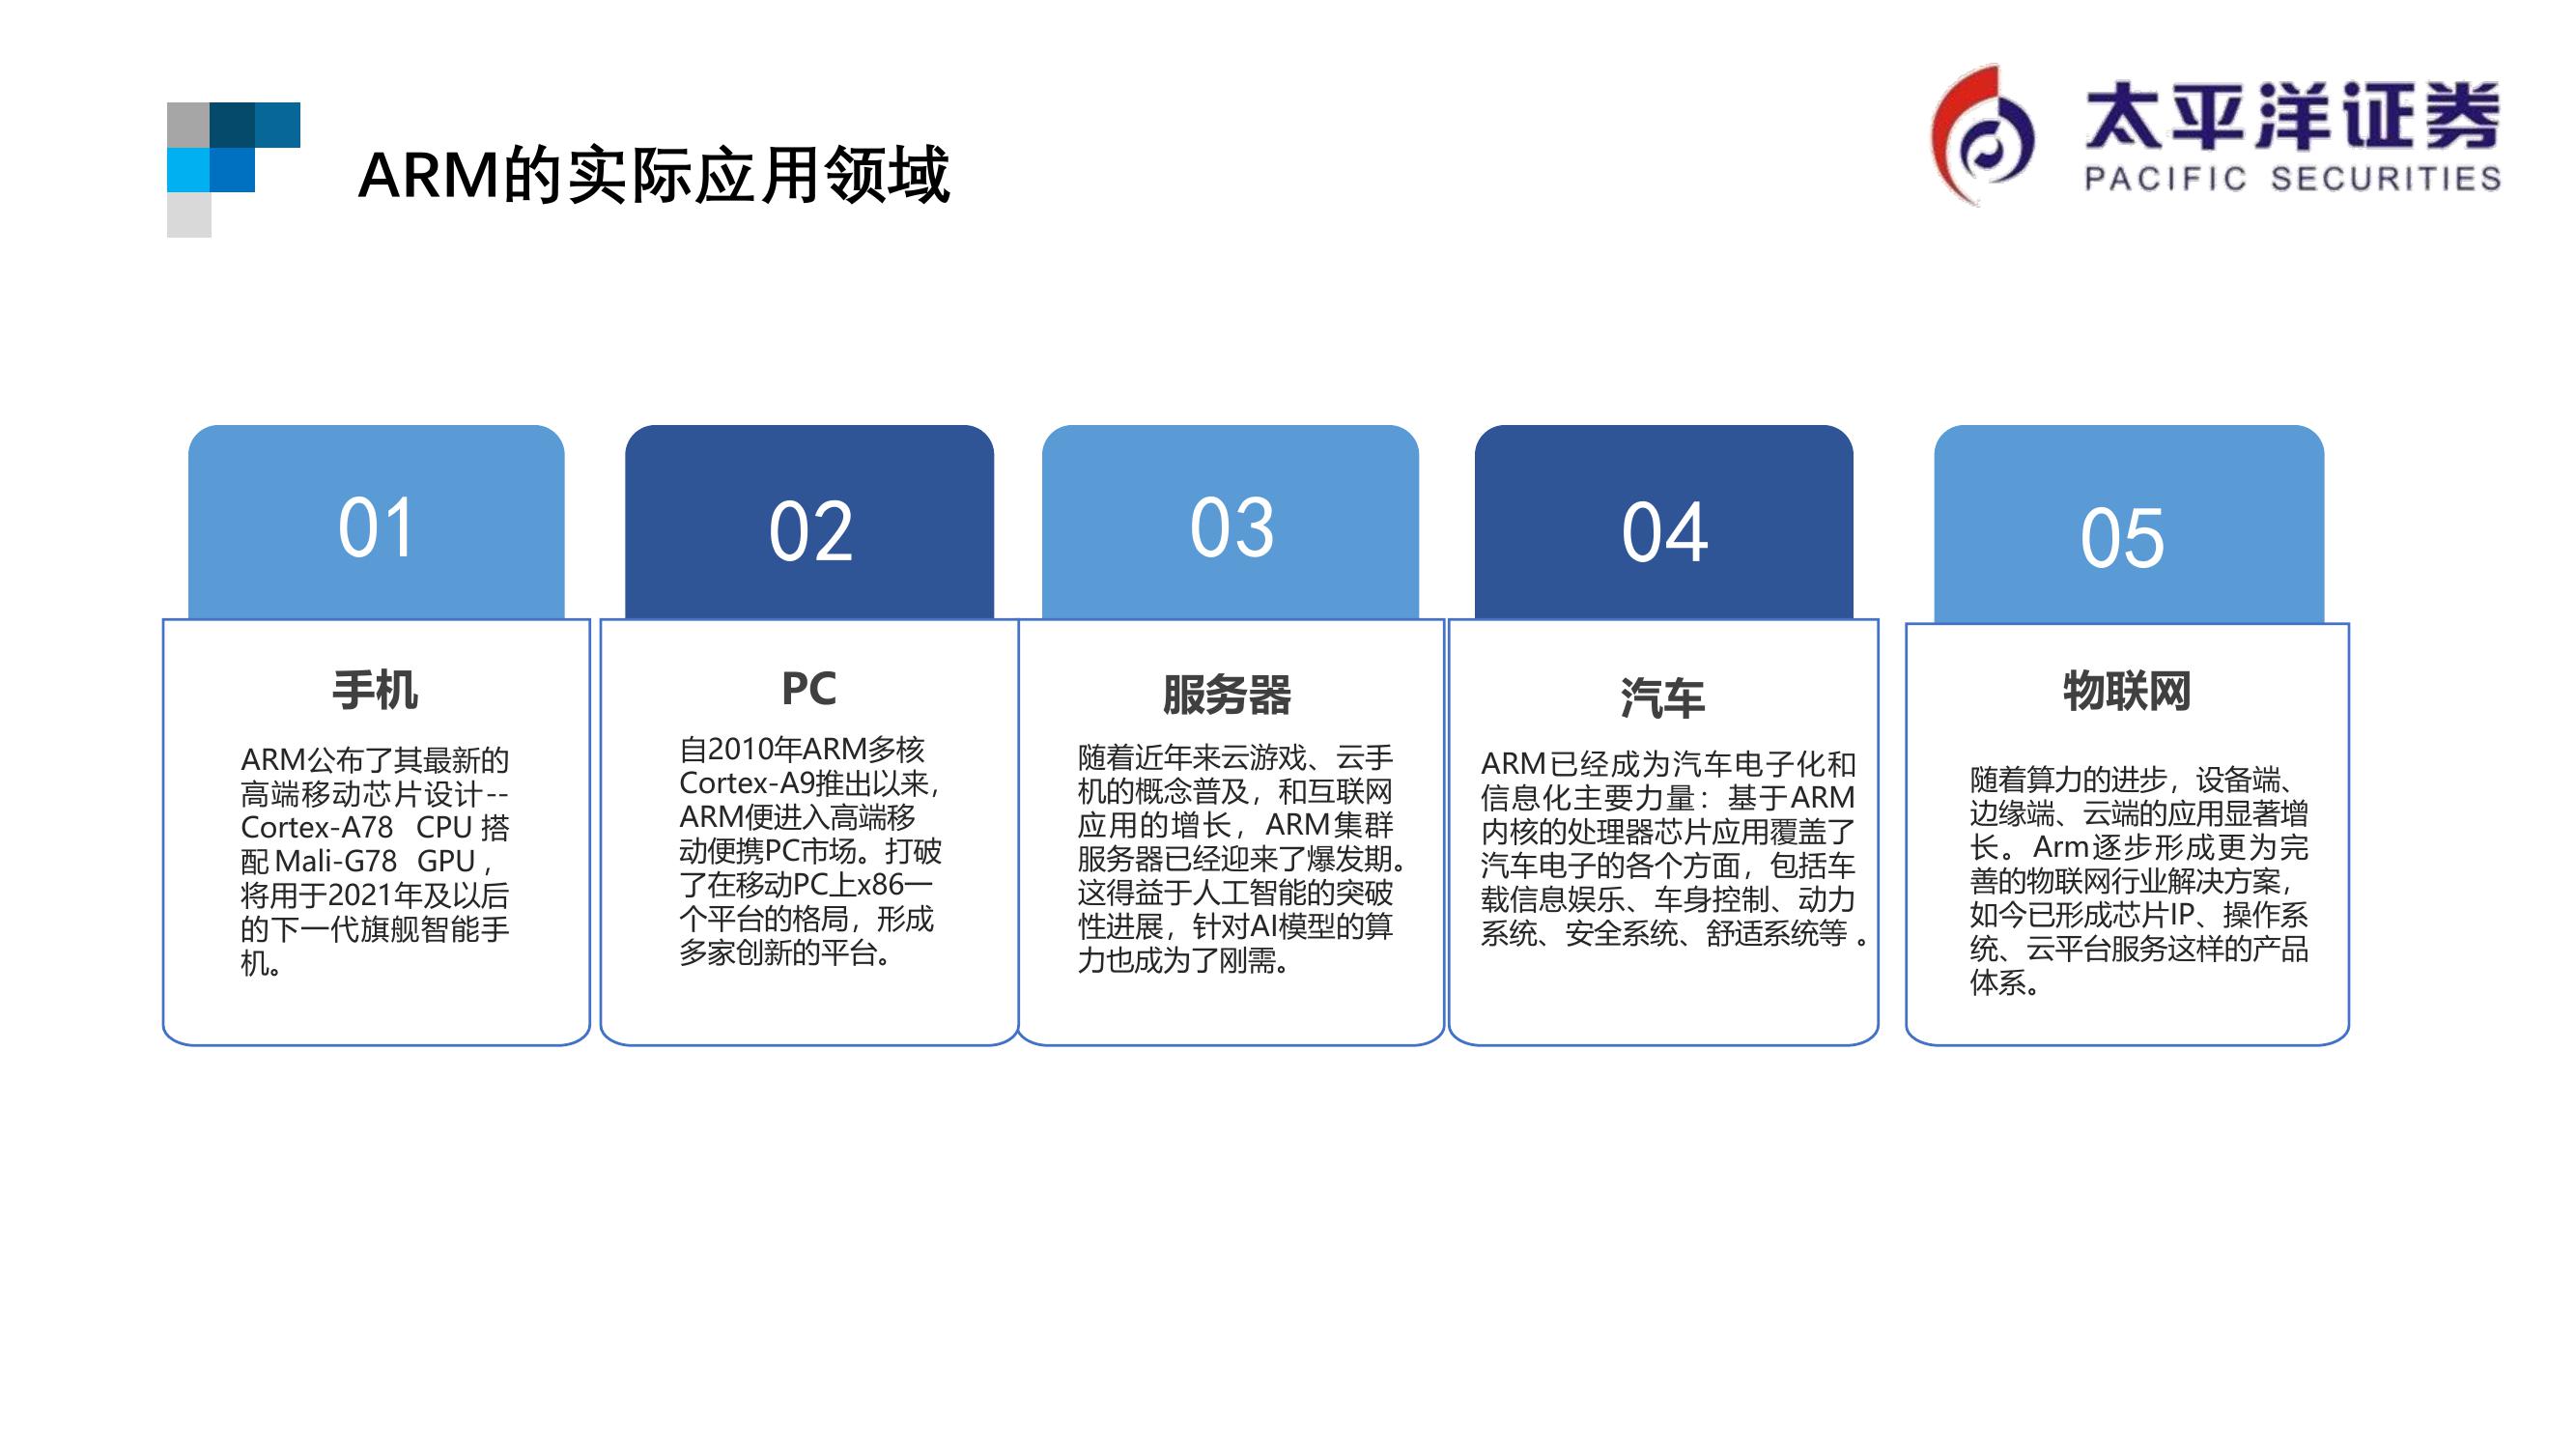 太平洋证券
PACIFIC SECURITIES
ARM的实际应用领域
01
手机
ARM公布了其最新的
高端移动芯片设计--
Cortex-A78 CPU 搭
配 Mali-G78 GPU ，
将用于2021年及以后
的下一代旗舰智能手
机。
02
PC
自2010年ARM多核
Cortex-A9推出以来，
ARM便进入高端移
动便携PC市场。打破
了在移动PC上x86一
个平台的格局，形成
多家创新的平台。
03
服务器
随着近年来云游戏、云手
机的概念普及，和互联网
应用的增长，ARM集群
服务器已经迎来了爆发期。
这得益于人工智能的突破
性进展，针对AI模型的算
力也成为了刚需。
04
汽车
ARM已经成为汽车电子化和
信息化主要力量：基于ARM
内核的处理器芯片应用覆盖了
汽车电子的各个方面，包括车
载信息娱乐、车身控制、动力
系统、安全系统、舒适系统等 。
05
物联网
随着算力的进步，设备端、
边缘端、云端的应用显著增
长。Arm逐步形成更为完
善的物联网行业解决方案，
如今已形成芯片IP、操作系
统、云平台服务这样的产品
体系。